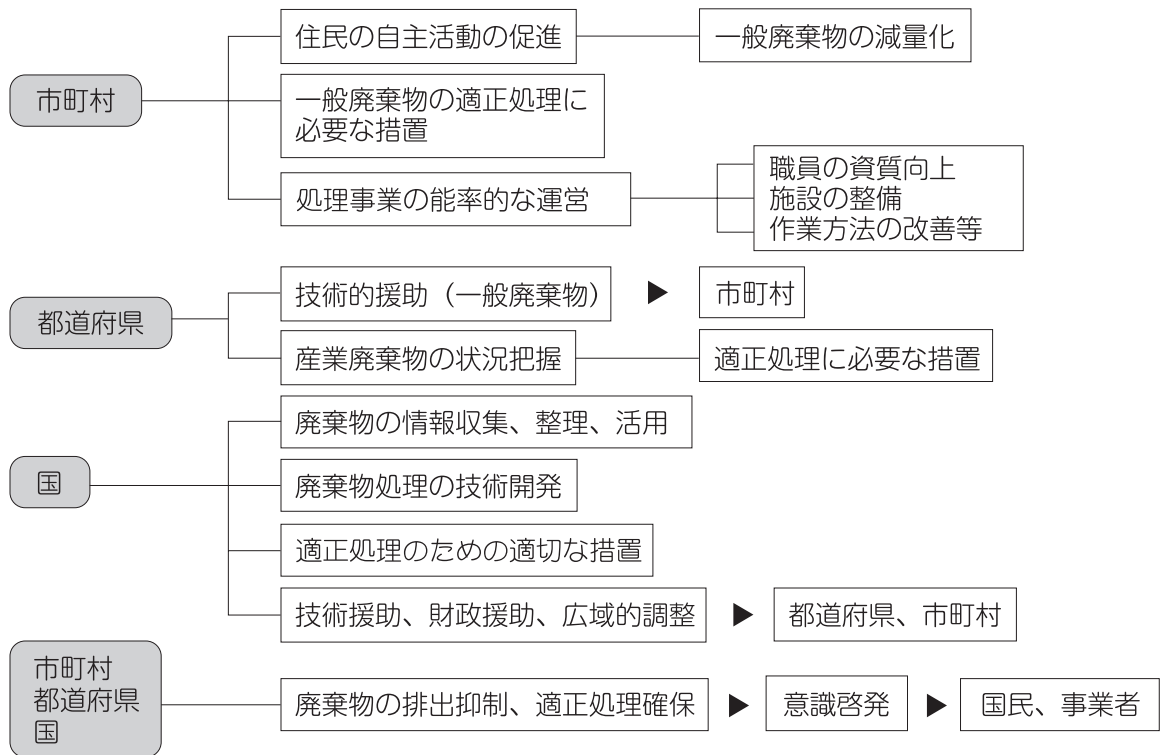 住民の自主活動の促進
一般廃棄物の減量化
市町村
一般廃棄物の適正処理に
必要な措置
処理事業の能率的な運営
職員の資質向上
施設の整備
作業方法の改善等
都道府県
技術的援助（一般廃棄物）
▶
市町村
産業廃棄物の状況把握
適正処理に必要な措置
国
廃棄物の情報収集、整理、活用
廃棄物処理の技術開発
適正処理のための適切な措置
技術援助、財政援助、広域的調整
▶
都道府県、市町村
市町村
都道府県
国
廃棄物の排出抑制、適正処理確保
▶
意識啓発
▶
国民、事業者